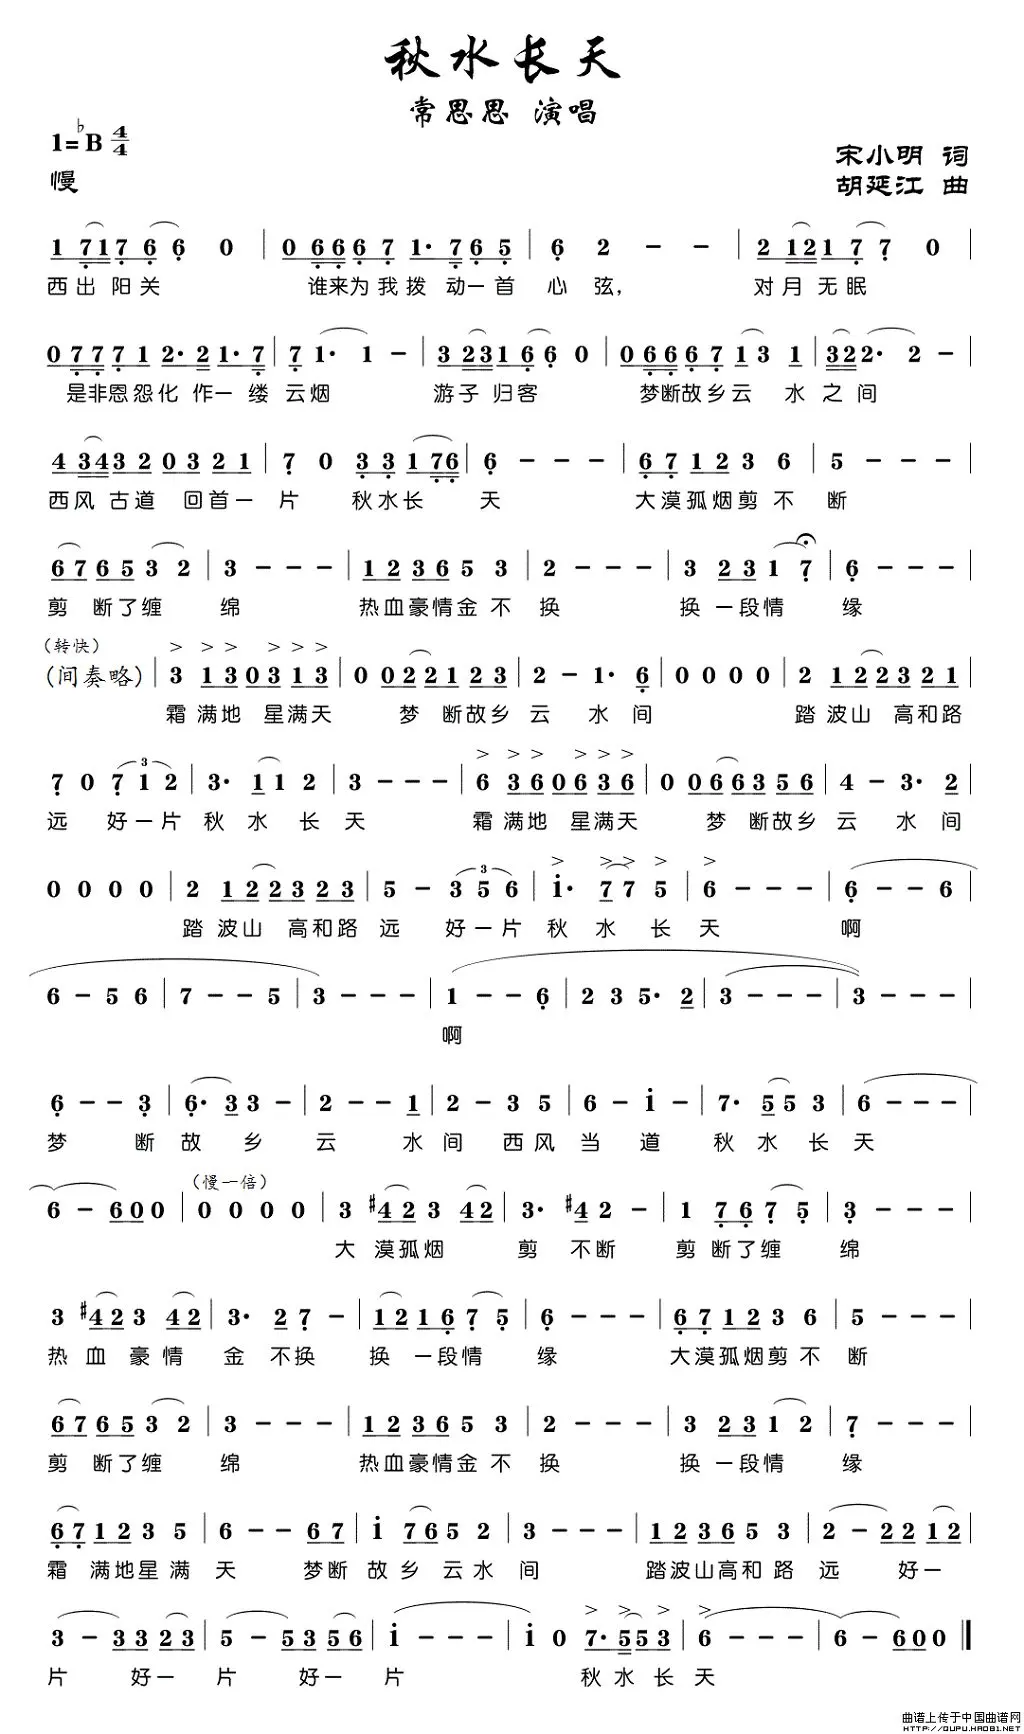 秋水长天
常思思 演唱
1=♭B 4/4
宋小明 词
慢
胡延江 曲
1 7 1 7 6 6 0 | 0 6 6 6 7 1· 7 6 5 | 6 2 - - | 2 1 2 1 7 7 0 |
西出 阳关 谁来为我拨 动一首 心 弦, 对月无眠
0 7 7 7 1 2· 2 1· 7 | 7 1· 1 - | 3 2 3 1 6 6 0 | 0 6 6 6 7 1 3 1 | 3 2 2· 2 - |
是非恩怨化 作一 缕 云烟 游子 归客 梦断故乡云 水 之 间
4 3 4 3 2 0 3 2 1 | 7 0 3 3 1 7 6 | 6 - - - | 6 7 1 2 3 6 | 5 - - - |
西风 古道 回首一 片 秋水长 天 大漠孤烟剪 不 断
6 7 6 5 3 2 | 3 - - - | 1 2 3 6 5 3 | 2 - - - | 3 2 3 1 7 | 6 - - - |
剪 断了缠 绵 热血豪情金 不 换 换 一段情 缘
(转快)
(间奏略) | 3 1 3 0 3 1 3 | 0 0 2 2 1 2 3 | 2 - 1· 6 | 0 0 0 0 | 2 1 2 2 3 2 1 |
霜 满地 星满天 梦 断故乡 云 水 间 踏 波山 高和路
7 0 7 1 2 | 3· 1 1 2 | 3 - - - | 6 3 6 0 6 3 6 | 0 0 6 6 3 5 6 | 4 - 3· 2 |
远 好一片 秋 水 长 天 霜 满地 星满天 梦 断故乡 云 水 间
0 0 0 0 | 2 1 2 2 3 2 3 | 5 - 3 5 6 | i· 7 7 5 | 6 - - - | 6 - - 6 |
踏 波山 高和路 远 好一片 秋 水 长 天 啊
6 - 5 6 | 7 - - 5 | 3 - - - | 1 - - 6 | 2 3 5· 2 | 3 - - - | 3 - - - |
啊
6 - - 3 | 6· 3 3 - | 2 - - 1 | 2 - 3 5 | 6 - i - | 7· 5 5 3 | 6 - - - |
梦 断 故 乡 云 水 间 西风 当 道 秋 水 长 天
(慢一倍)
6 - 6 0 0 | 0 0 0 0 | 3 #4 2 3 4 2 | 3· #4 2 - | 1 7 6 7 5 | 3 - - - |
大 漠孤烟 剪 不断 剪 断了缠 绵
3 #4 2 3 4 2 | 3· 2 7 - | 1 2 1 6 7 5 | 6 - - - | 6 7 1 2 3 6 | 5 - - - |
热 血 豪 情 金 不换 换 一段情 缘 大漠孤烟剪 不 断
6 7 6 5 3 2 | 3 - - - | 1 2 3 6 5 3 | 2 - - - | 3 2 3 1 2 | 7 - - - |
剪 断了缠 绵 热血豪情金 不 换 换 一段情 缘
6 7 1 2 3 5 | 6 - - 6 7 | i 7 6 5 2 | 3 - - - | 1 2 3 6 5 3 | 2 - 2 2 1 2 |
霜 满地星 满 天 梦断 故 乡 云水 间 踏波山高和 路 远 好一
3 - 3 3 2 3 | 5 - 5 3 5 6 | i - - - | i 0 7· 5 5 3 | 6 - - - | 6 - 6 0 0 ‖
片 好一 片 好一 片 秋水长 天
曲谱上传于中国曲谱网
HTTP://QUPU.HAO81.NET